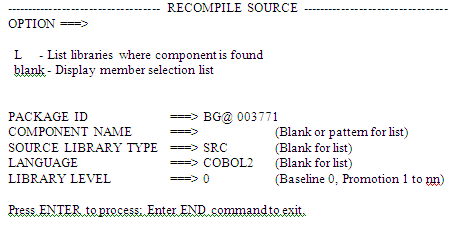 -------------------------------- RECOMPILE SOURCE --------------------------------
OPTION ===>
L - List libraries where component is found
blank - Display member selection list
PACKAGE ID ===> BG@ 003771
COMPONENT NAME ===> (Blank or pattern for list)
SOURCE LIBRARY TYPE ===> SRC (Blank for list)
LANGUAGE ===> COBOL2 (Blank for list)
LIBRARY LEVEL ===> 0 (Baseline 0, Promotion 1 to nn)
Press ENTER to process; Enter END command to exit.